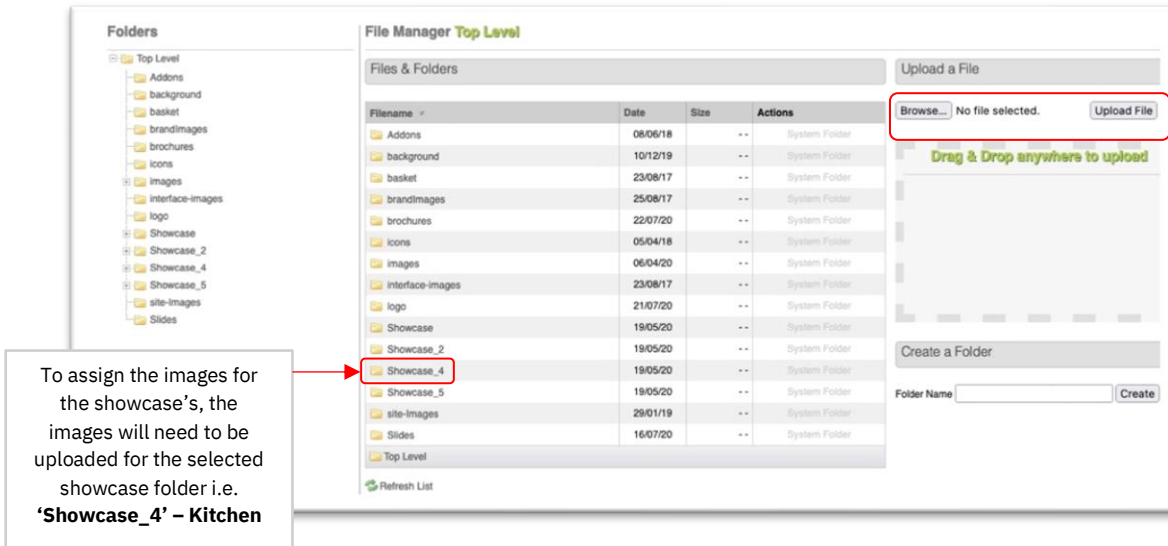 Folders
Top Level
Addons
background
basket
brandImages
brochures
icons
images
interface-images
logo
Showcase
Showcase_2
Showcase_4
Showcase_5
site-Images
Slides
File Manager Top Level
Files & Folders
Filename Date Size Actions
Addons 08/06/18 -- System Folder
background 10/12/19 -- System Folder
basket 23/08/17 -- System Folder
brandImages 25/08/17 -- System Folder
brochures 22/07/20 -- System Folder
icons 05/04/18 -- System Folder
images 06/04/20 -- System Folder
interface-images 23/08/17 -- System Folder
logo 21/07/20 -- System Folder
Showcase 19/05/20 -- System Folder
Showcase_2 19/05/20 -- System Folder
Showcase_4 19/05/20 -- System Folder
Showcase_5 19/05/20 -- System Folder
site-Images 29/01/19 -- System Folder
Slides 16/07/20 -- System Folder
Top Level
Refresh List
Upload a File
Browse... No file selected. Upload File
Drag & Drop anywhere to upload
Create a Folder
Folder Name Create
To assign the images for
the showcase’s, the
images will need to be
uploaded for the selected
showcase folder i.e.
‘Showcase_4’ – Kitchen